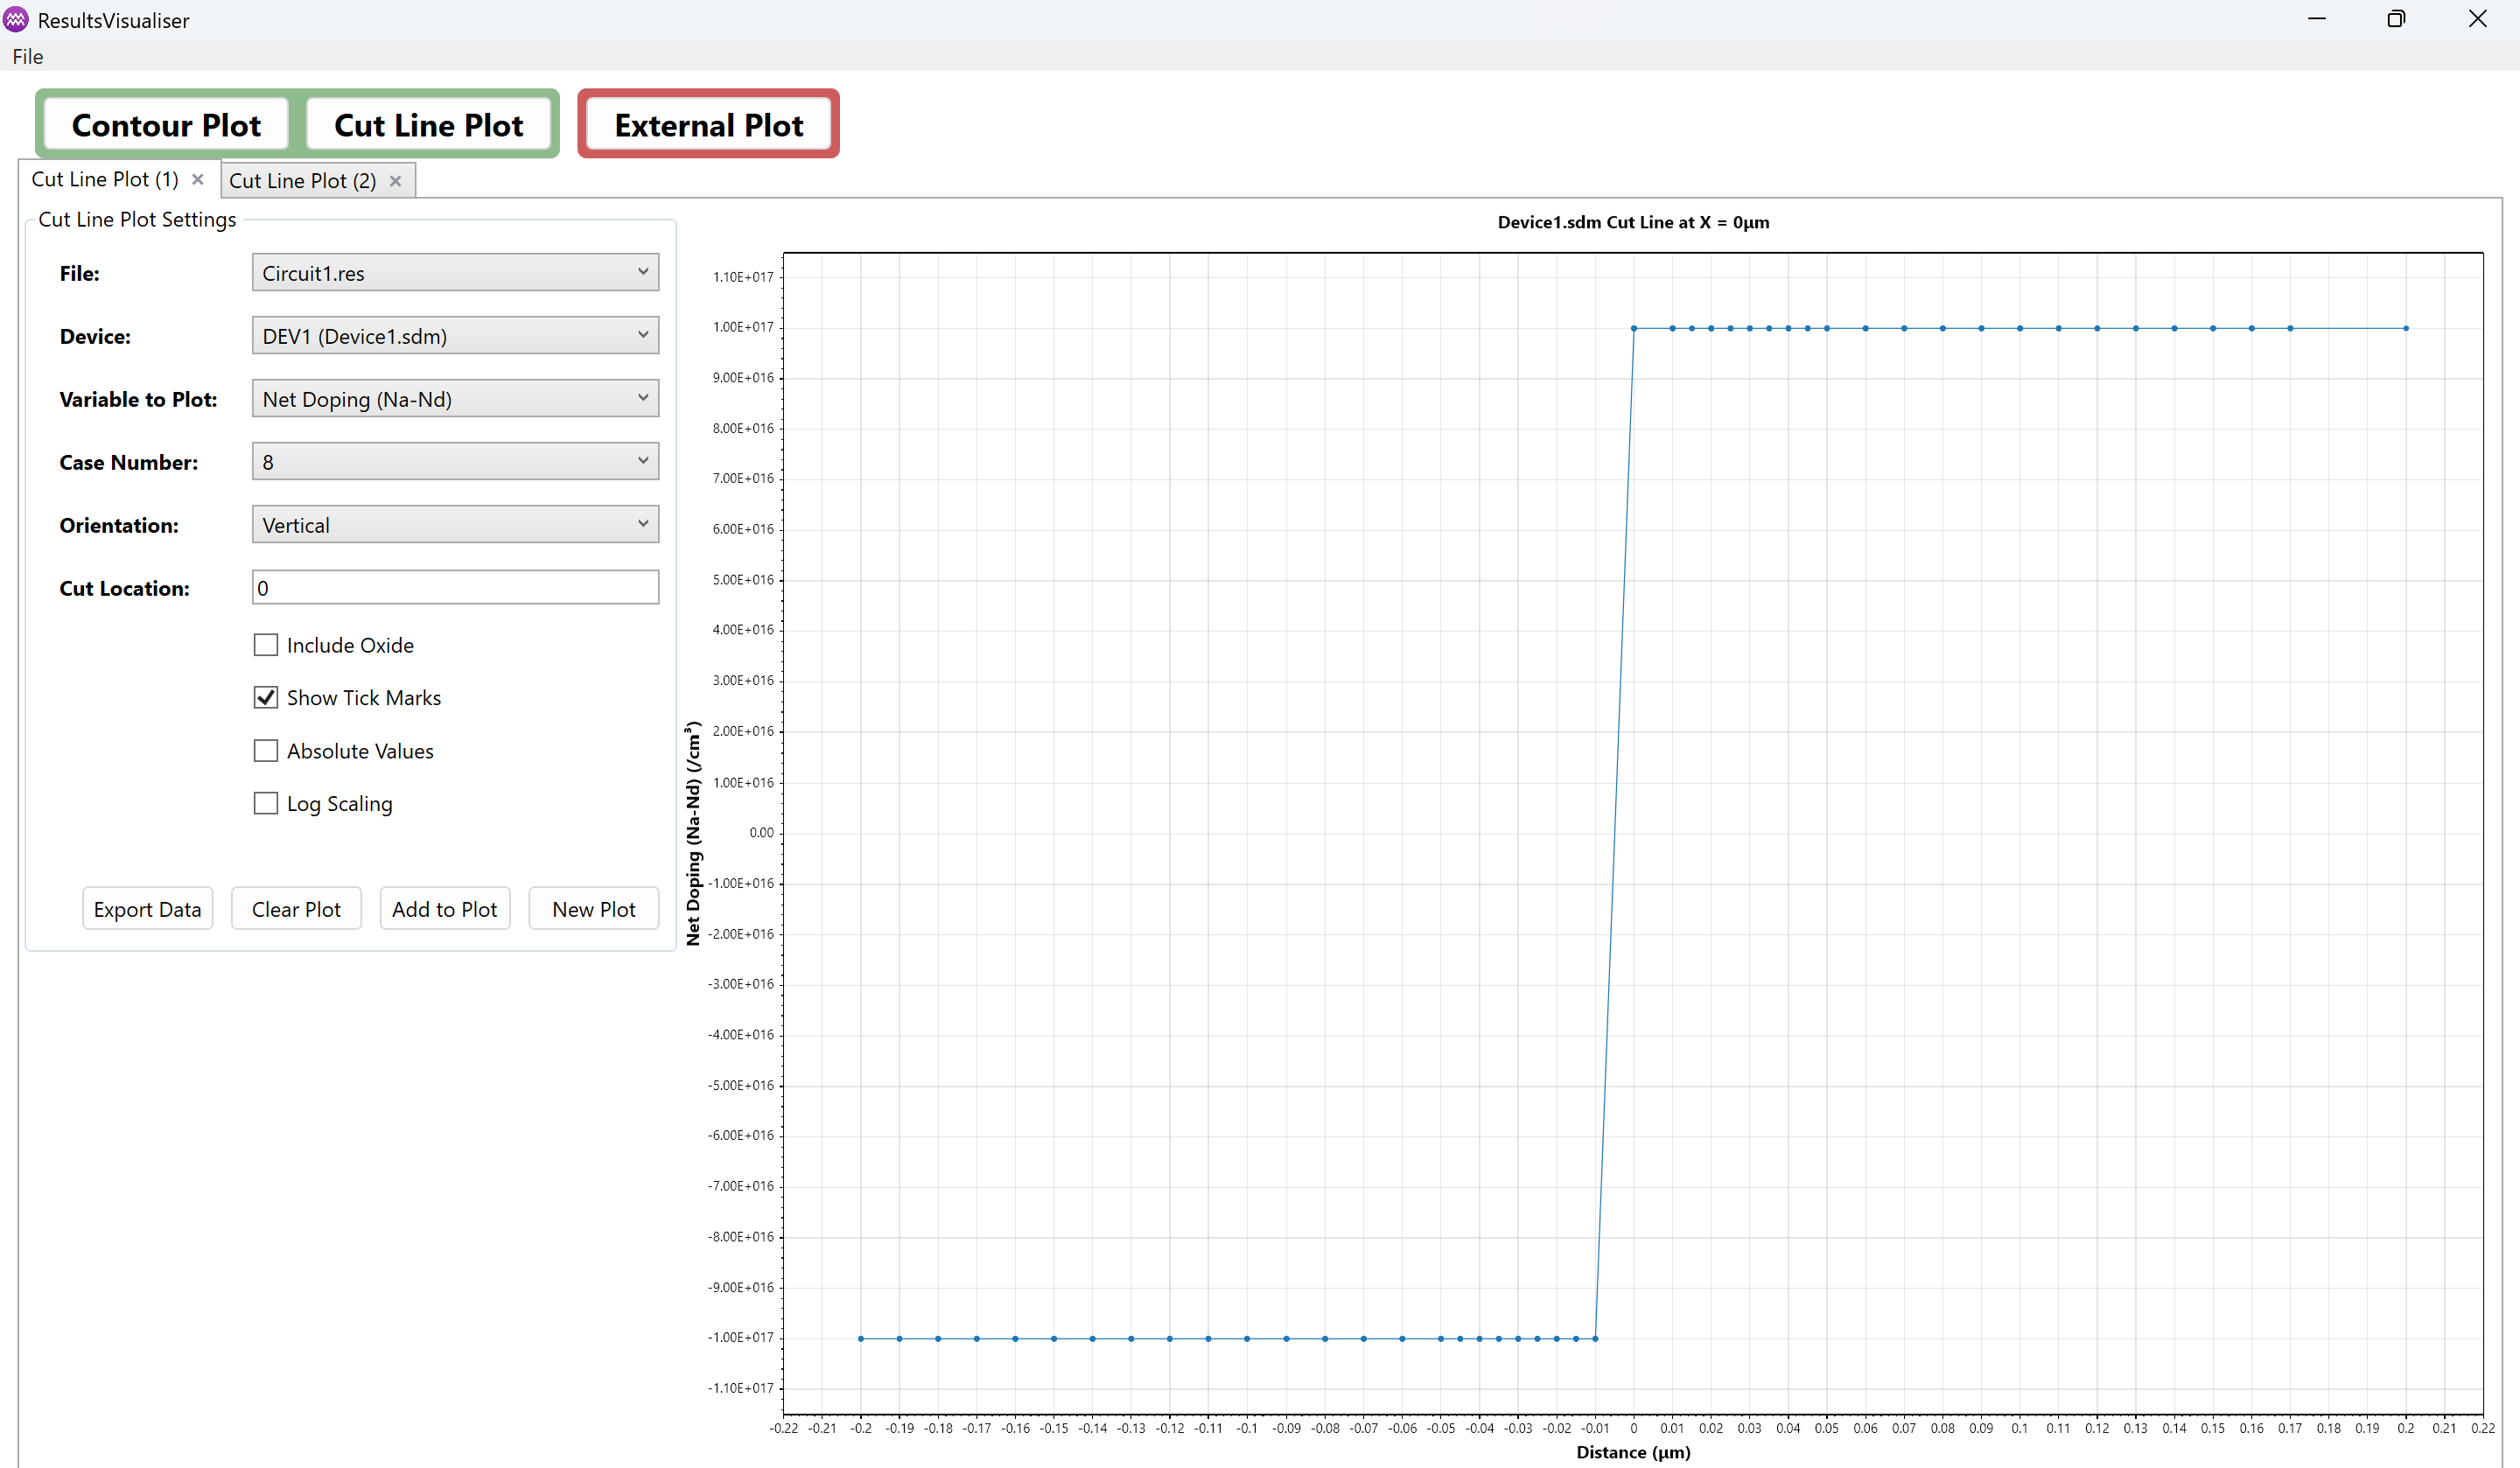 ResultsVisualiser
File
Contour Plot Cut Line Plot External Plot
Cut Line Plot (1) Cut Line Plot (2)
Cut Line Plot Settings
File: Circuit1.res
Device: DEV1 (Device1.sdm)
Variable to Plot: Net Doping (Na-Nd)
Case Number: 8
Orientation: Vertical
Cut Location: 0
Include Oxide
Show Tick Marks
Absolute Values
Log Scaling
Export Data Clear Plot Add to Plot New Plot
Device1.sdm Cut Line at X = 0µm
Net Doping (Na-Nd) (/cm³)
1.10E+017
1.00E+017
9.00E+016
8.00E+016
7.00E+016
6.00E+016
5.00E+016
4.00E+016
3.00E+016
2.00E+016
1.00E+016
0.00
-1.00E+016
-2.00E+016
-3.00E+016
-4.00E+016
-5.00E+016
-6.00E+016
-7.00E+016
-8.00E+016
-9.00E+016
-1.00E+017
-1.10E+017
-0.22 -0.21 -0.2 -0.19 -0.18 -0.17 -0.16 -0.15 -0.14 -0.13 -0.12 -0.11 -0.1 -0.09 -0.08 -0.07 -0.06 -0.05 -0.04 -0.03 -0.02 -0.01 0 0.01 0.02 0.03 0.04 0.05 0.06 0.07 0.08 0.09 0.1 0.11 0.12 0.13 0.14 0.15 0.16 0.17 0.18 0.19 0.2 0.21 0.22
Distance (µm)